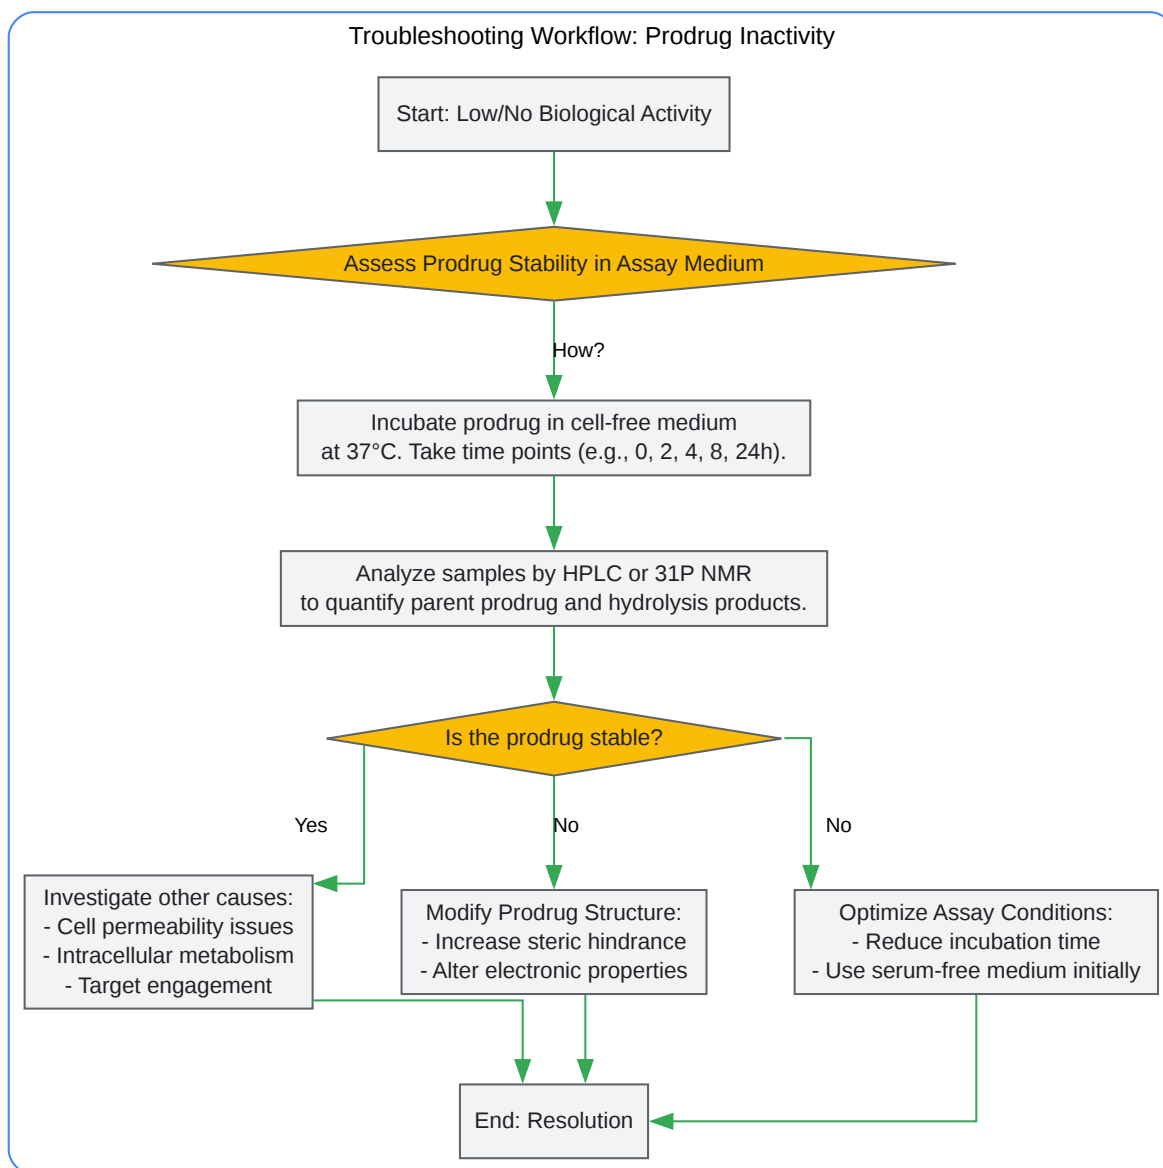 Troubleshooting Workflow: Prodrug Inactivity
Start: Low/No Biological Activity
Assess Prodrug Stability in Assay Medium
How?
Incubate prodrug in cell-free medium
at 37°C. Take time points (e.g., 0, 2, 4, 8, 24h).
Analyze samples by HPLC or 31P NMR
to quantify parent prodrug and hydrolysis products.
Is the prodrug stable?
Yes
No
No
Investigate other causes:
- Cell permeability issues
- Intracellular metabolism
- Target engagement
Modify Prodrug Structure:
- Increase steric hindrance
- Alter electronic properties
Optimize Assay Conditions:
- Reduce incubation time
- Use serum-free medium initially
End: Resolution